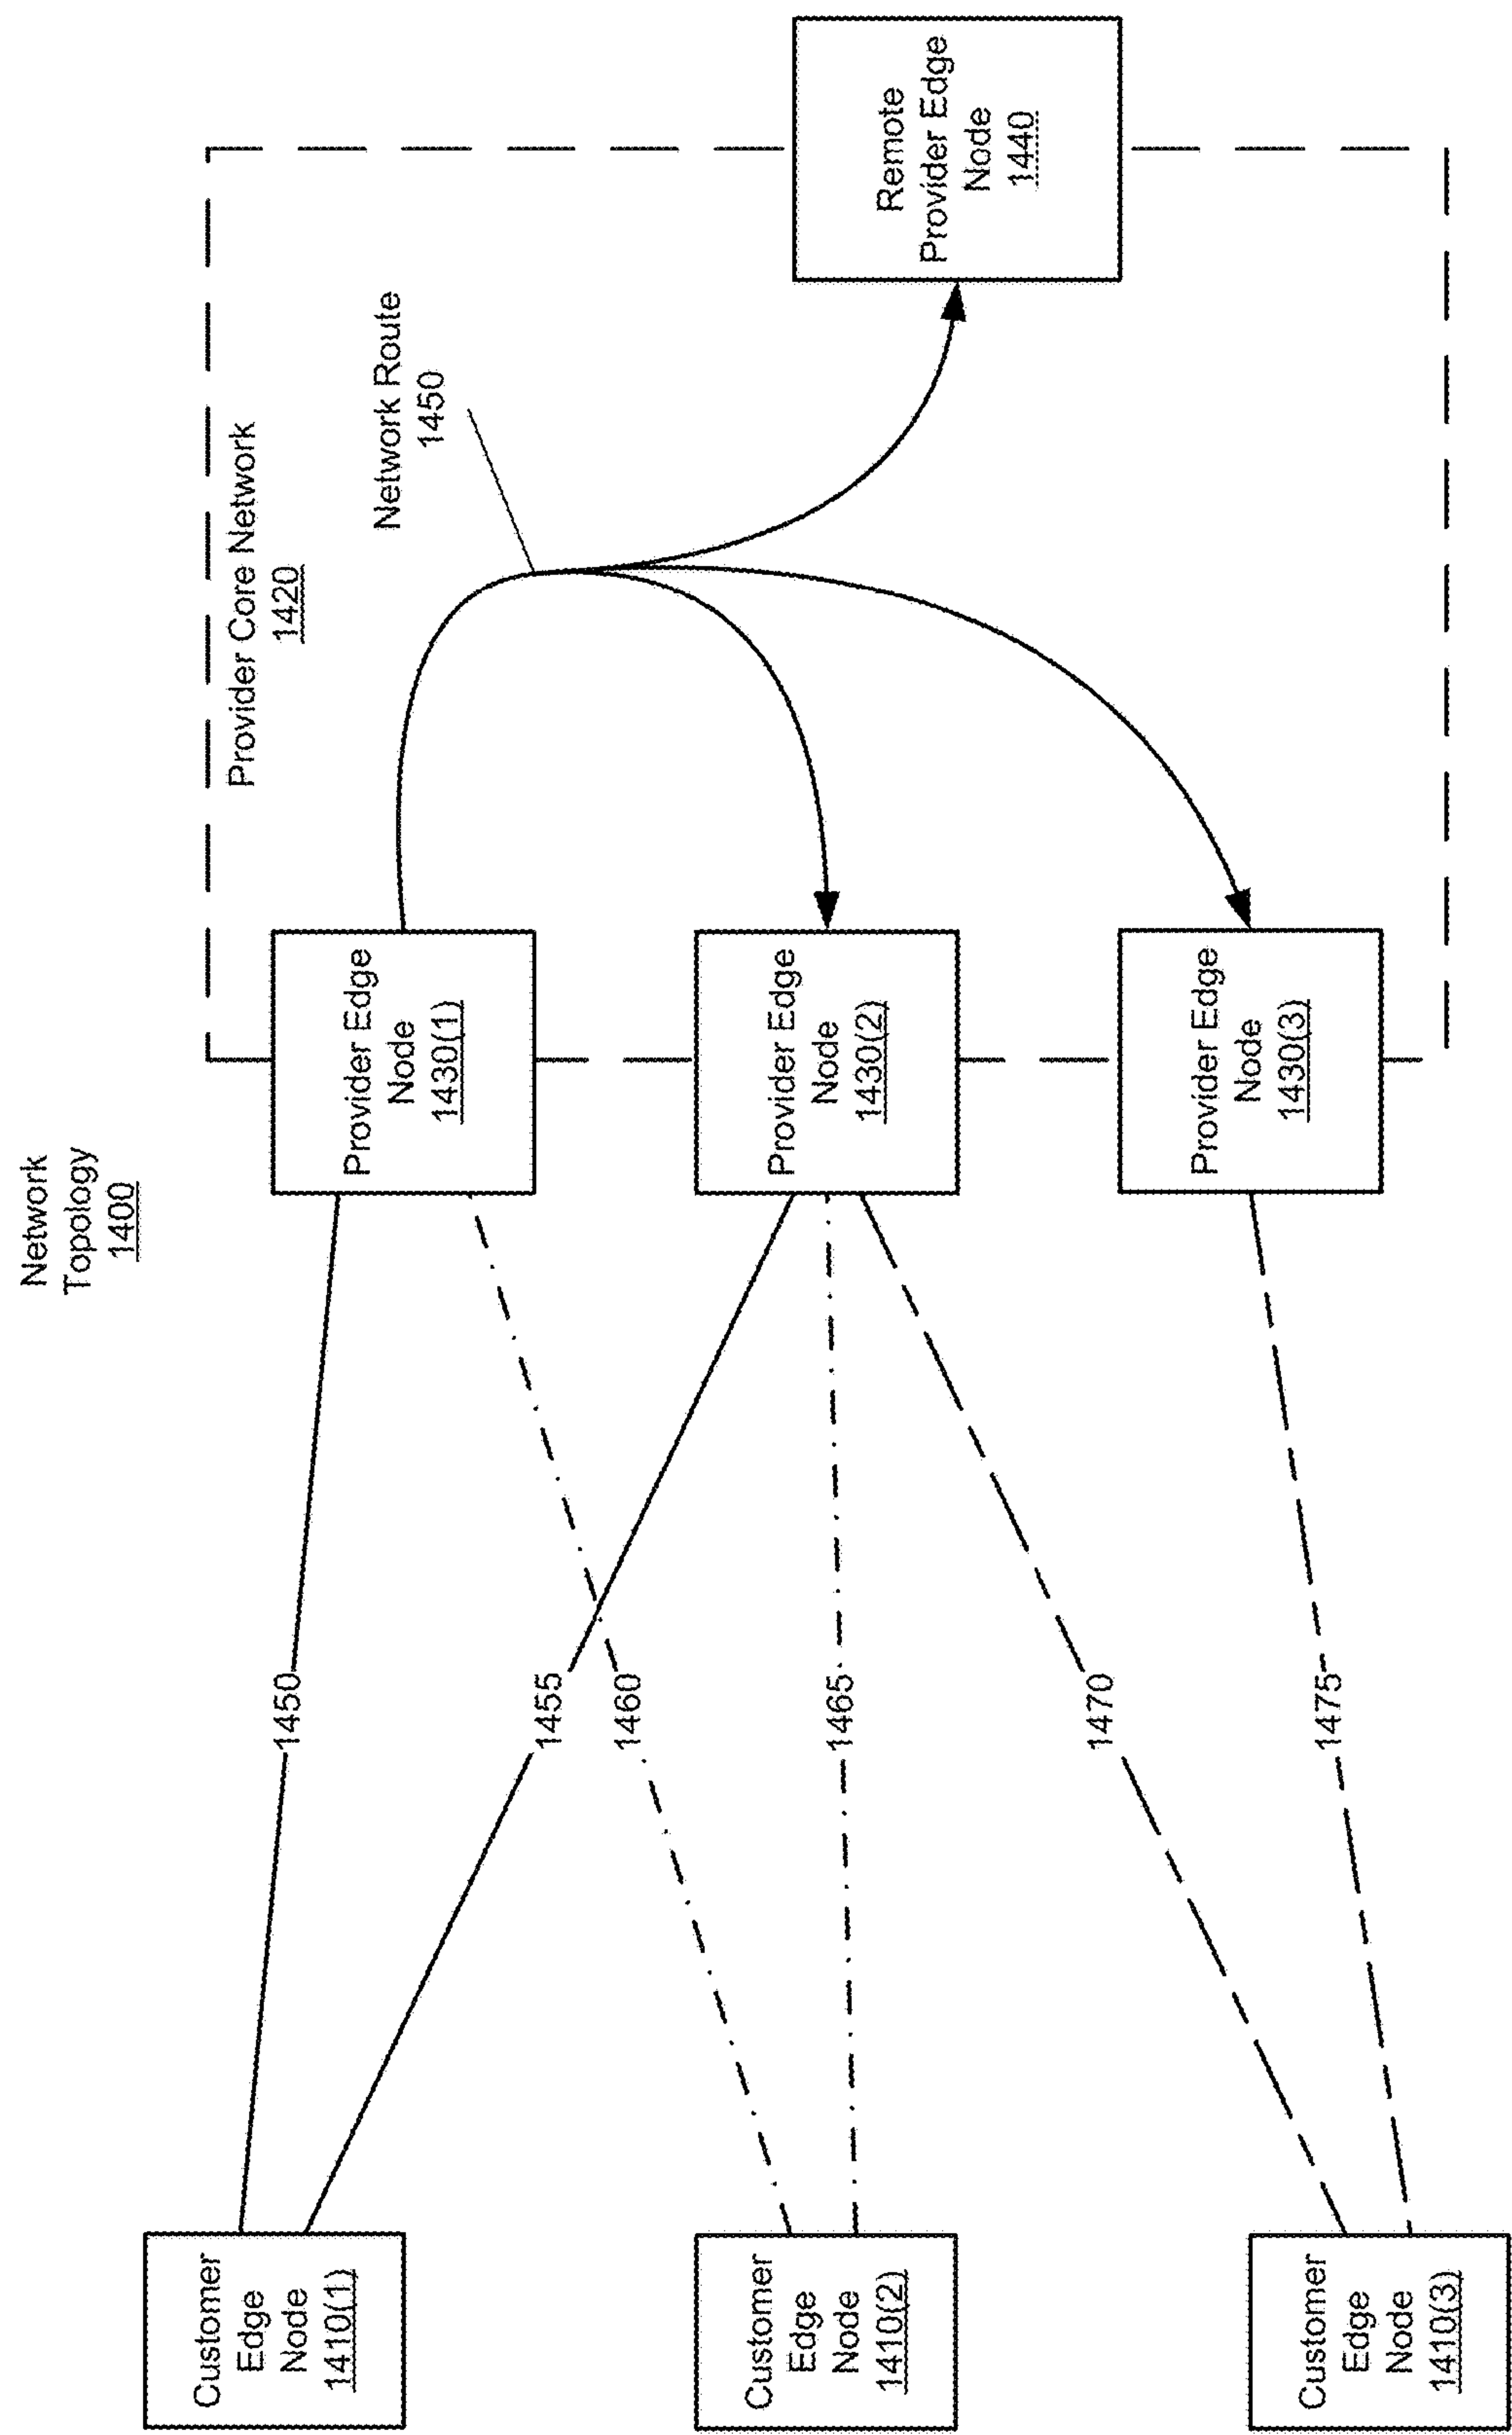 Network
Topology
1400
Provider Core Network
1420
Network Route
1450
Customer
Edge
Node
1410(1)
1450
1455
Provider Edge
Node
1430(1)
1460
Customer
Edge
Node
1410(2)
1465
Provider Edge
Node
1430(2)
Remote
Provider Edge
Node
1440
1470
Customer
Edge
Node
1410(3)
1475
Provider Edge
Node
1430(3)